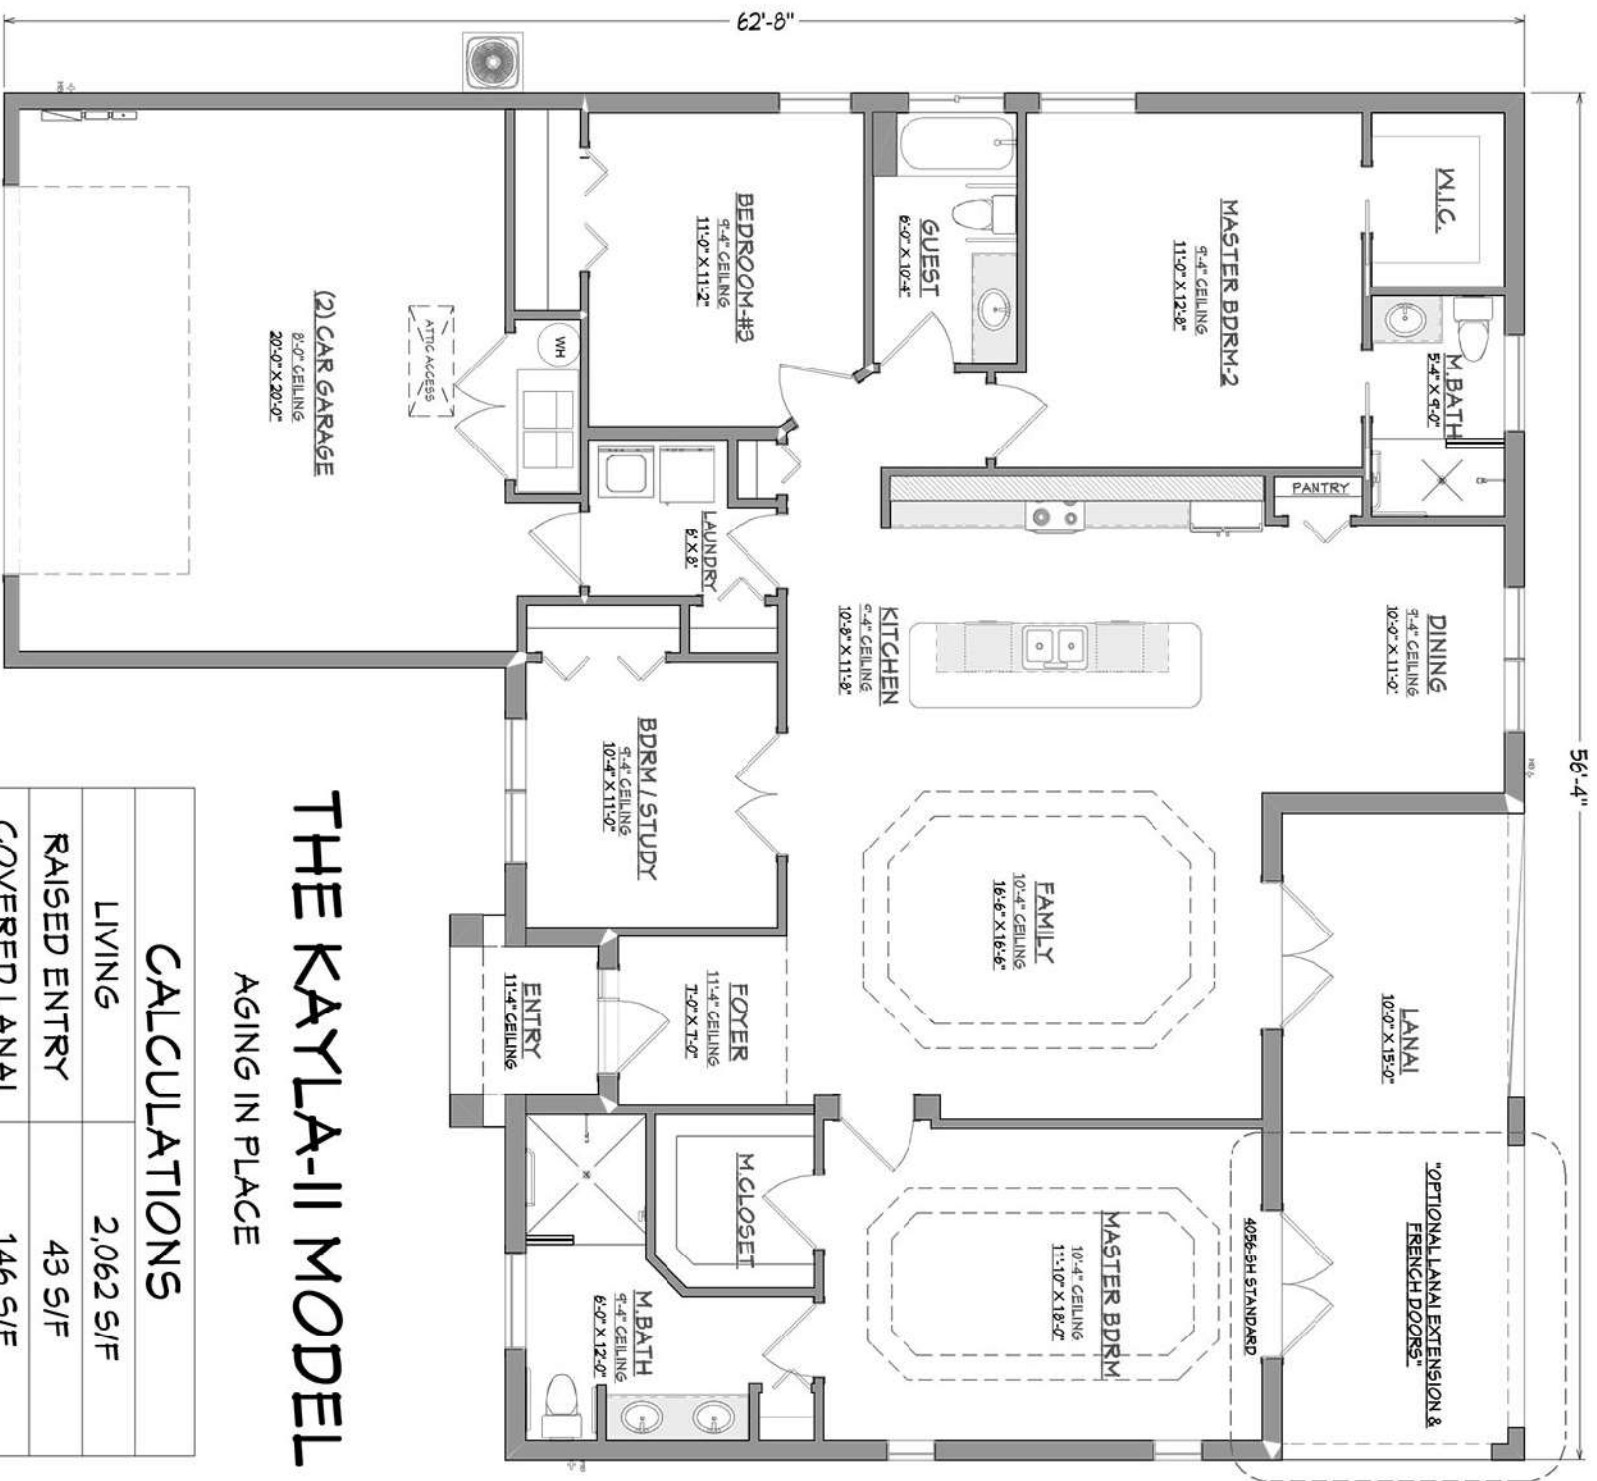 62'-8"
56'-4"
W.I.C.
M.BATH
5'-4" X 9'-0"
MASTER BDRM-2
9'-4" CEILING
11'-0" X 12'-8"
GUEST
6'-0" X 10'-4"
BEDROOM-#3
9'-4" CEILING
11'-0" X 11'-2"
WH
ATTIC ACCESS
(2) CAR GARAGE
8'-0" CEILING
20'-0" X 20'-0"
PANTRY
LAUNDRY
6' X 8'
DINING
9'-4" CEILING
10'-0" X 11'-0"
KITCHEN
9'-4" CEILING
10'-8" X 11'-8"
BDRM / STUDY
9'-4" CEILING
10'-4" X 11'-0"
FAMILY
10'-4" CEILING
16'-6" X 16'-6"
LANAI
10'-0" X 15'-0"
FOYER
11'-4" CEILING
7'-0" X 7'-0"
ENTRY
11'-4" CEILING
"OPTIONAL LANAI EXTENSION &
FRENCH DOORS"
4056-SH STANDARD
MASTER BDRM
10'-4" CEILING
11'-10" X 18'-0"
M.CLOSET
M.BATH
9'-4" CEILING
6'-0" X 12'-0"
THE KAYLA-II MODEL
AGING IN PLACE
CALCULATIONS
LIVING 2,062 S/F
RAISED ENTRY 43 S/F
COVERED LANAI 146 S/F